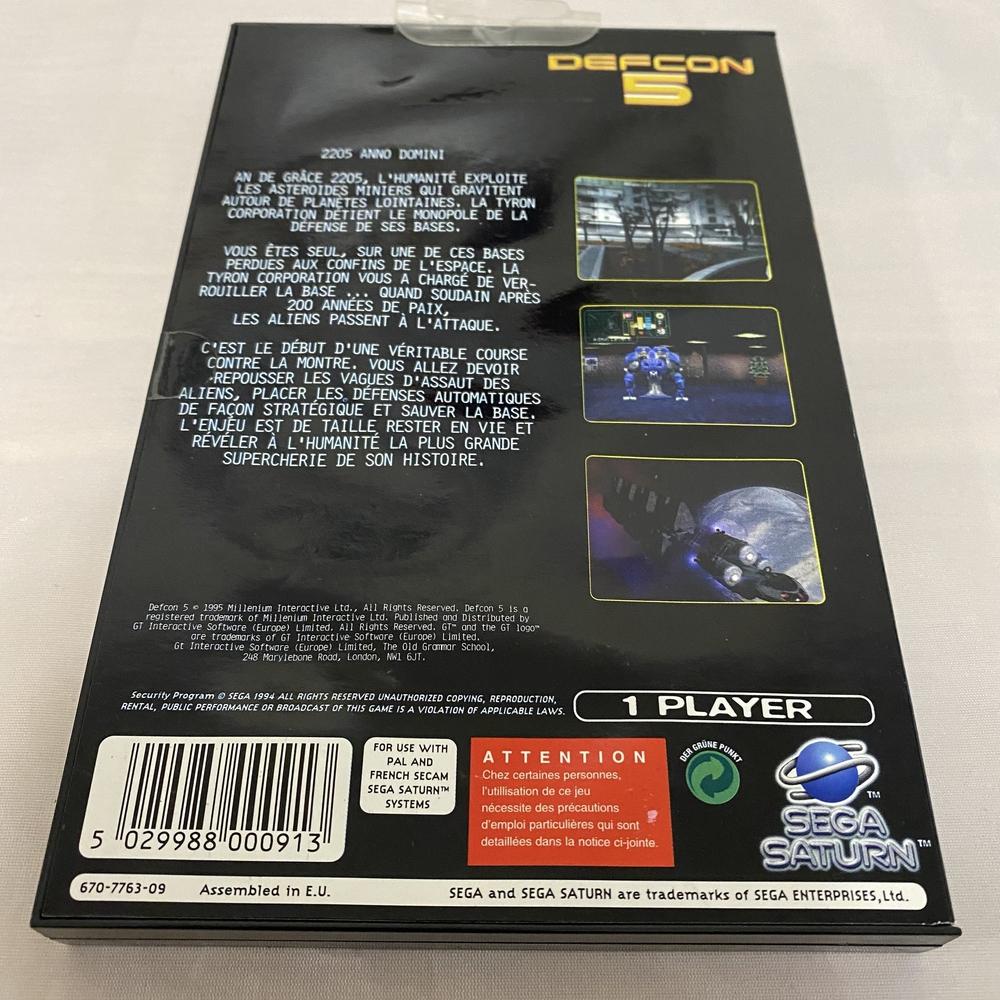 DEFCON
5
2205 ANNO DOMINI
AN DE GRÂCE 2205, L'HUMANITÉ EXPLOITE
LES ASTEROIDES MINIERS QUI GRAVITENT
AUTOUR DE PLANÈTES LOINTAINES. LA TYRON
CORPORATION DÉTIENT LE MONOPOLE DE LA
DÉFENSE DE SES BASES.
VOUS ÊTES SEUL, SUR UNE DE CES BASES
PERDUES AUX CONFINS DE L'ESPACE. LA
TYRON CORPORATION VOUS A CHARGÉ DE VER-
ROUILLER LA BASE ... QUAND SOUDAIN APRÈS
200 ANNÉES DE PAIX,
LES ALIENS PASSENT À L'ATTAQUE.
C'EST LE DÉBUT D'UNE VÉRITABLE COURSE
CONTRE LA MONTRE. VOUS ALLEZ DEVOIR
REPOUSSER LES VAGUES D'ASSAUT DES
ALIENS, PLACER LES DÉFENSES AUTOMATIQUES
DE FAÇON STRATÉGIQUE ET SAUVER LA BASE.
L'ENJEU EST DE TAILLE RESTER EN VIE ET
RÉVÉLER À L'HUMANITÉ LA PLUS GRANDE
SUPERCHERIE DE SON HISTOIRE.
Defcon 5 © 1995 Millenium Interactive Ltd., All Rights Reserved. Defcon 5 is a
registered trademark of Millenium Interactive Ltd. Published and Distributed by
GT Interactive Software (Europe) Limited. All Rights Reserved. GT™ and the GT logo™
are trademarks of GT Interactive Software (Europe) Limited.
Gt Interactive Software (Europe) Limited, The Old Grammar School,
248 Marylebone Road, London, NW1 6JT.
Security Program © SEGA 1994 ALL RIGHTS RESERVED UNAUTHORIZED COPYING, REPRODUCTION,
RENTAL, PUBLIC PERFORMANCE OR BROADCAST OF THIS GAME IS A VIOLATION OF APPLICABLE LAWS.
1 PLAYER
5 029988 000913
FOR USE WITH
PAL AND
FRENCH SECAM
SEGA SATURN™
SYSTEMS
ATTENTION
Chez certaines personnes,
l'utilisation de ce jeu
nécessite des précautions
d'emploi particulières qui sont
detaillées dans la notice ci-jointe.
DER GRÜNE PUNKT
SEGA
SATURN™
TM
670-7763-09 Assembled in E.U. SEGA and SEGA SATURN are trademarks of SEGA ENTERPRISES,Ltd.